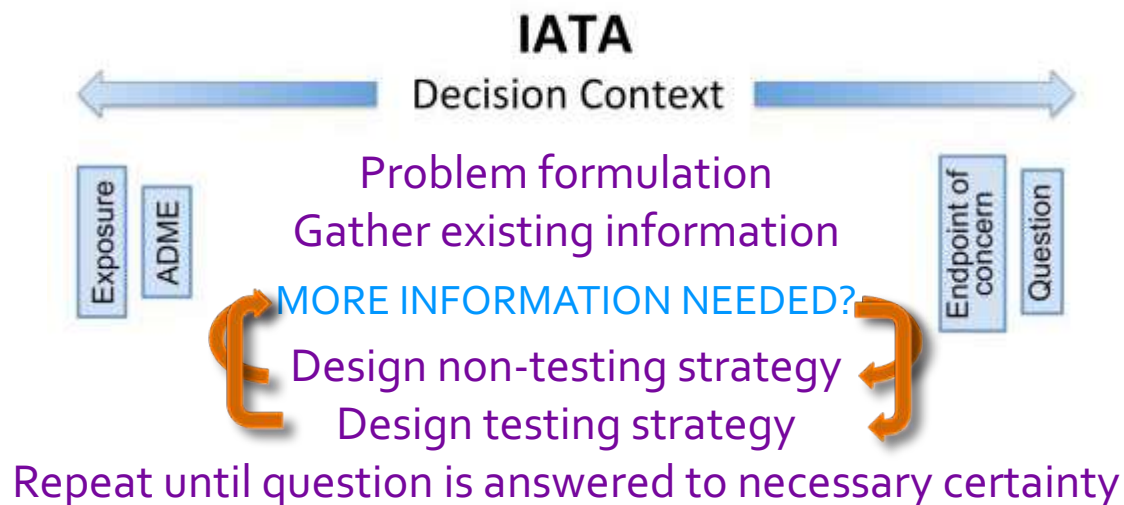 IATA
Decision Context
Exposure
ADME
Problem formulation
Gather existing information
MORE INFORMATION NEEDED?
Design non-testing strategy
Design testing strategy
Repeat until question is answered to necessary certainty
Endpoint of
concern
Question